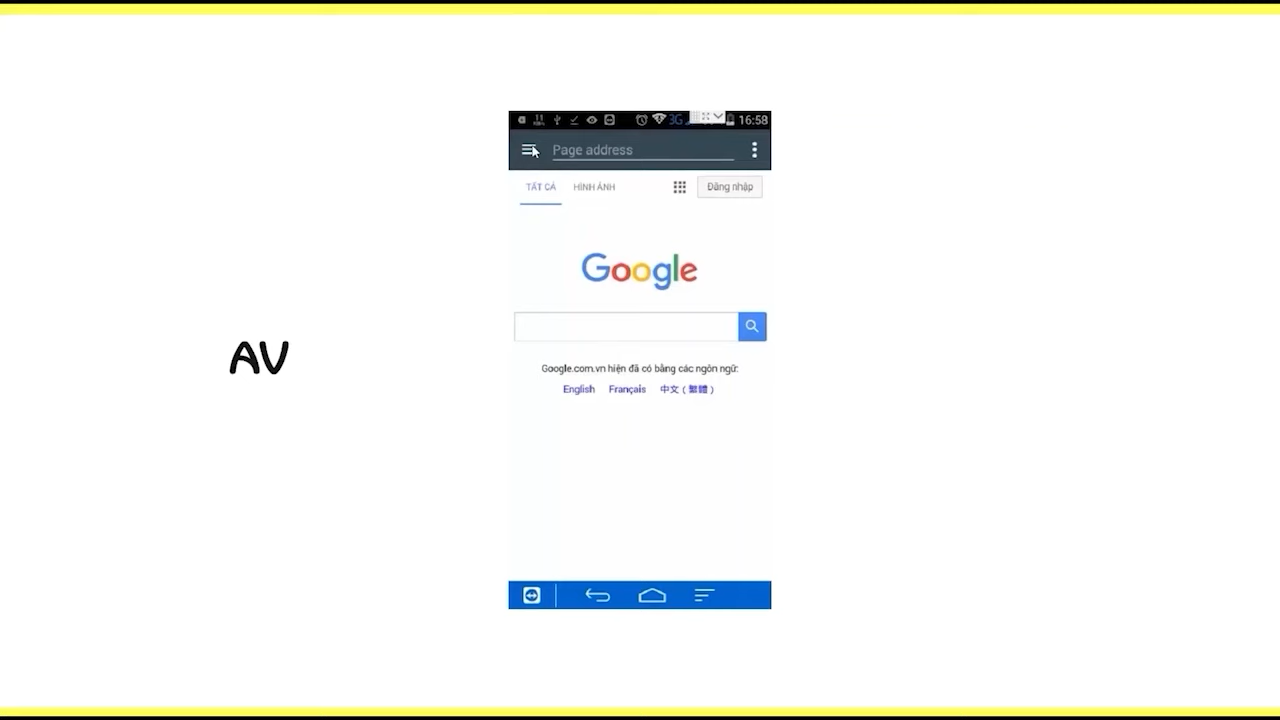 3G 16:58
Page address
TẤT CẢ HÌNH ẢNH Đăng nhập
Google
AV
Google.com.vn hiện đã có bằng các ngôn ngữ:
English Français 中文 ( 繁體 )